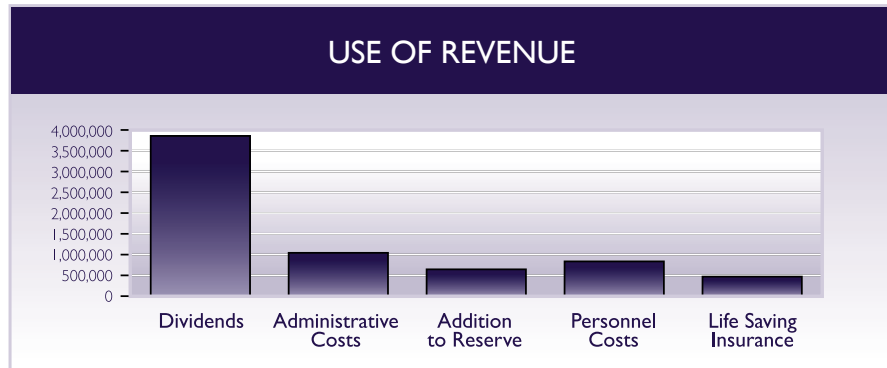 USE OF REVENUE
4,000,000
3,500,000
3,000,000
2,500,000
2,000,000
1,500,000
1,000,000
500,000
0
Dividends
Administrative
Costs
Addition
to Reserve
Personnel
Costs
Life Saving
Insurance